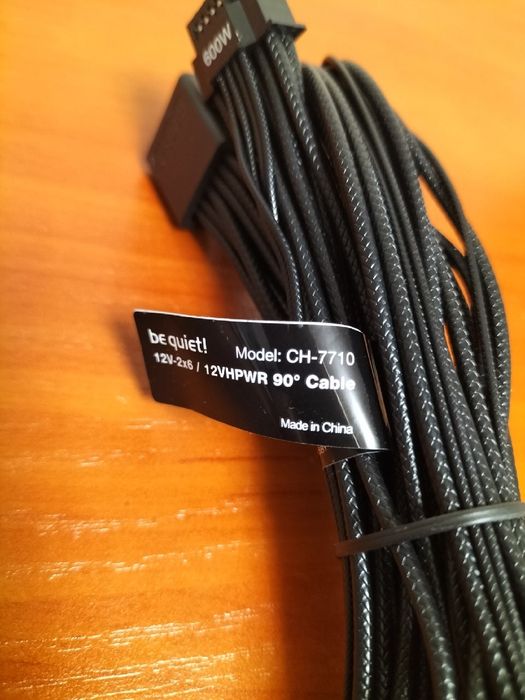 600W
be quiet!
Model: CH-7710
12V-2x6 / 12VHPWR 90° Cable
Made in China